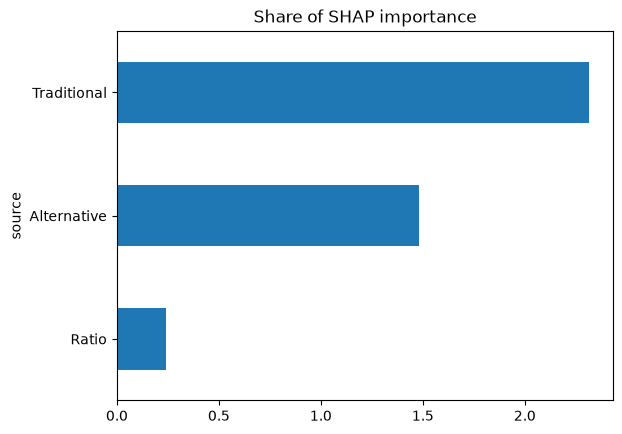 Share of SHAP importance
Traditional
Alternative
Ratio
source
0.0 0.5 1.0 1.5 2.0